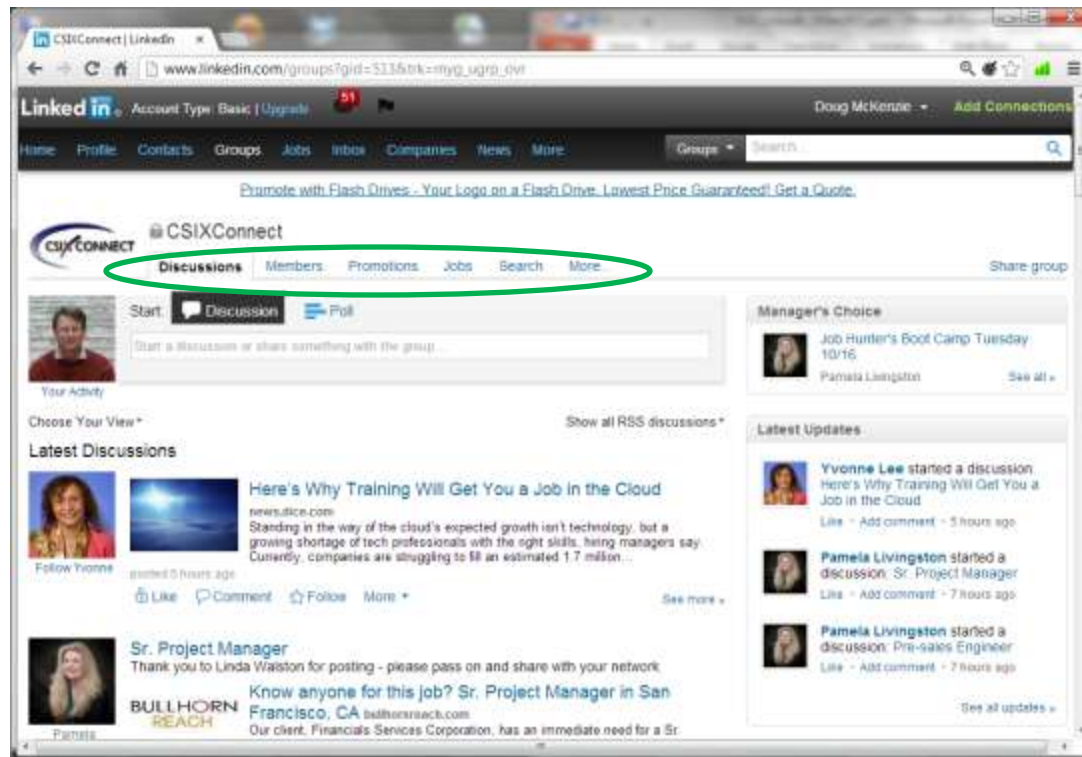 CSIXConnect | LinkedIn
www.linkedin.com/groups?gid=513&trk=myg_ugrp_ovr
Linked in. Account Type: Basic | Upgrade 51 Doug McKenzie Add Connections
Home Profile Contacts Groups Jobs Inbox Companies News More Groups Search...
Promote with Flash Drives - Your Logo on a Flash Drive. Lowest Price Guaranteed! Get a Quote.
CSIXCONNECT
CSIXConnect
Discussions Members Promotions Jobs Search More... Share group
Start: Discussion Poll
Start a discussion or share something with the group...
Your Activity
Choose Your View Show all RSS discussions
Latest Discussions
Here's Why Training Will Get You a Job in the Cloud
news.dice.com
Standing in the way of the cloud's expected growth isn't technology, but a
growing shortage of tech professionals with the right skills, hiring managers say.
Currently, companies are struggling to fill an estimated 1.7 million...
Follow Yvonne
posted 5 hours ago
Like Comment Follow More See more »
Sr. Project Manager
Thank you to Linda Walston for posting - please pass on and share with your network
BULLHORN
REACH
Know anyone for this job? Sr. Project Manager in San
Francisco, CA bullhornreach.com
Our client, Financials Services Corporation, has an immediate need for a Sr
Pamela
Manager's Choice
Job Hunter's Boot Camp Tuesday
10/16
Pamela Livingston See all »
Latest Updates
Yvonne Lee started a discussion:
Here's Why Training Will Get You a
Job in the Cloud
Like · Add comment · 5 hours ago
Pamela Livingston started a
discussion: Sr. Project Manager
Like · Add comment · 7 hours ago
Pamela Livingston started a
discussion: Pre-sales Engineer
Like · Add comment · 7 hours ago
See all updates »